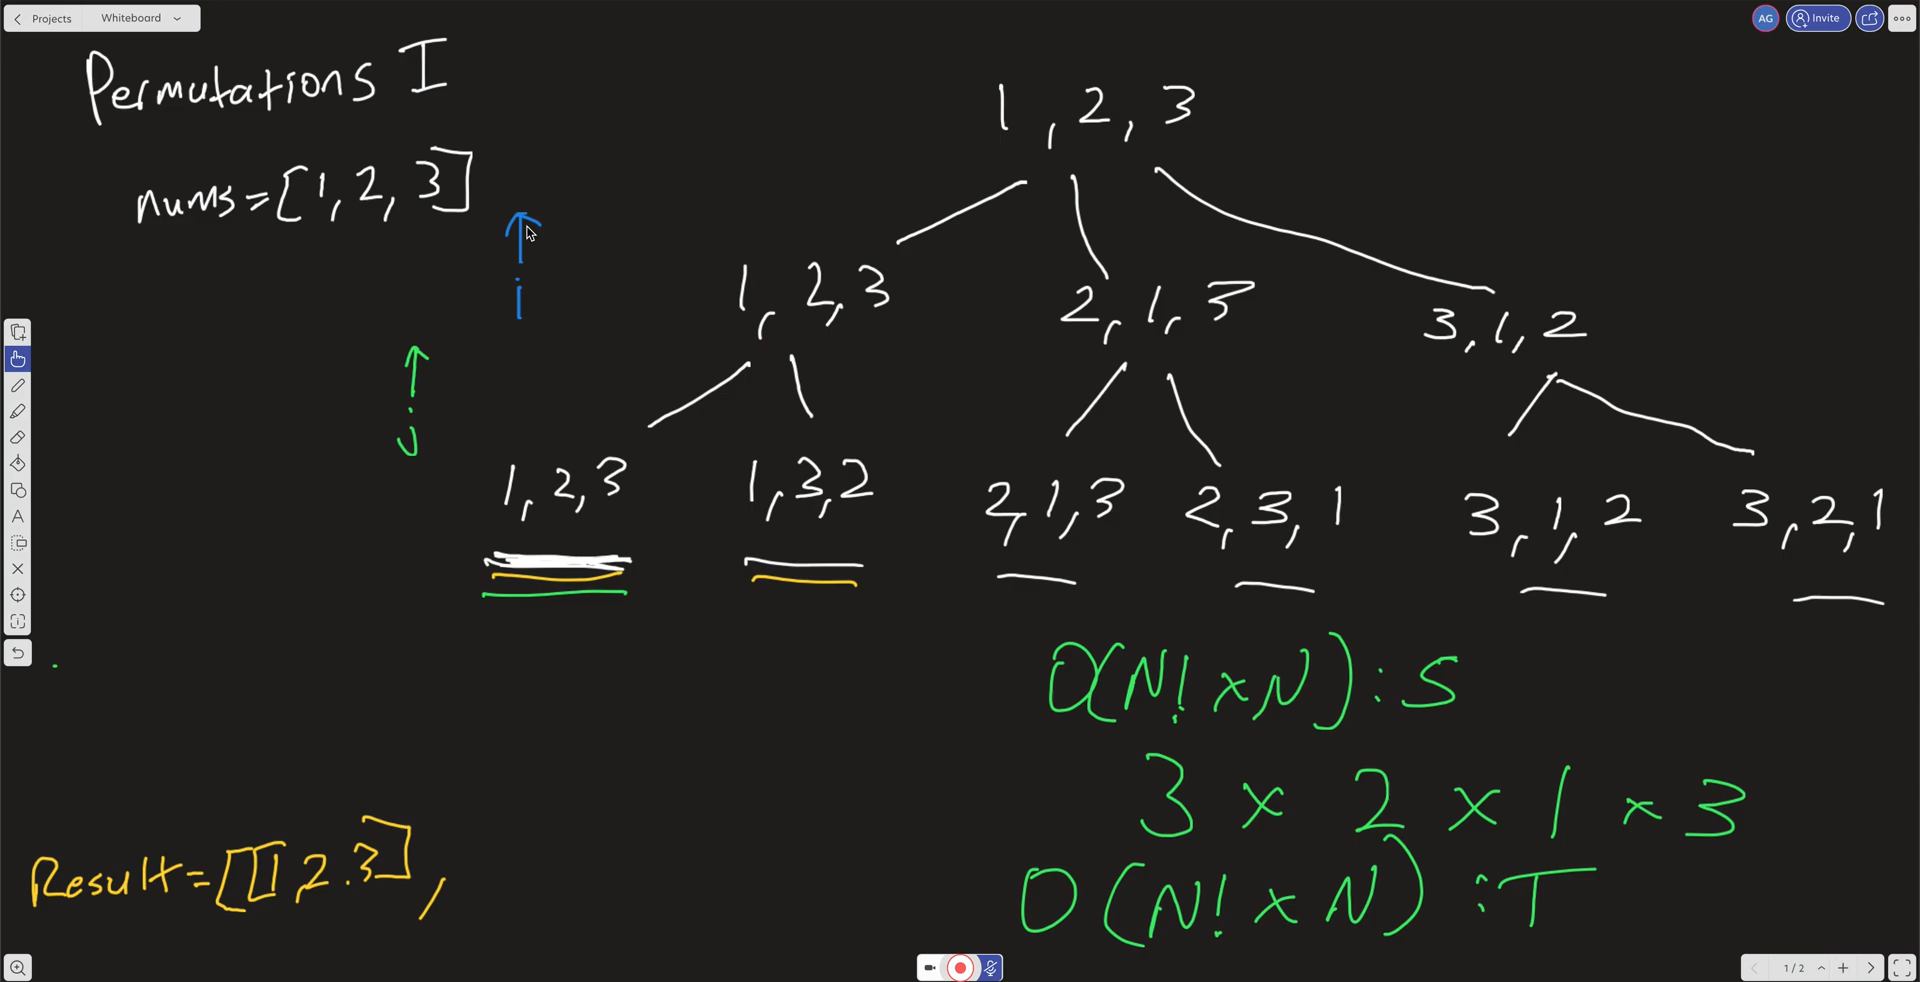 Projects Whiteboard
AG Invite
Permutations I
nums=[1,2,3]
i
j
1,2,3
1,2,3 2,1,3 3,1,2
1,2,3 1,3,2 2,1,3 2,3,1 3,1,2 3,2,1
O(N!xN):S
3 x 2 x 1 x 3
O(N!xN):T
Result=[[1,2.3],
A
1/2